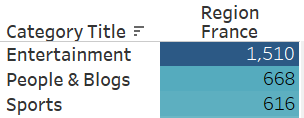 Region
Category Title France
Entertainment 1,510
People & Blogs 668
Sports 616